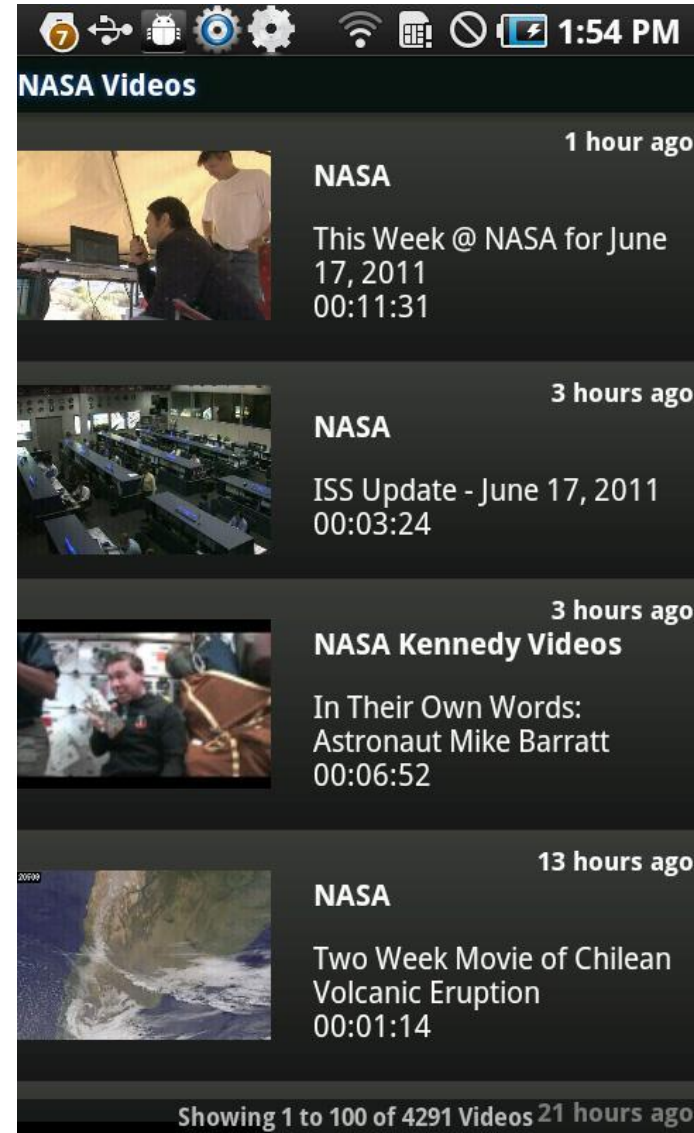 7
1:54 PM
NASA Videos
1 hour ago
NASA
This Week @ NASA for June
17, 2011
00:11:31
3 hours ago
NASA
ISS Update - June 17, 2011
00:03:24
3 hours ago
NASA Kennedy Videos
In Their Own Words:
Astronaut Mike Barratt
00:06:52
13 hours ago
NASA
Two Week Movie of Chilean
Volcanic Eruption
00:01:14
Showing 1 to 100 of 4291 Videos 21 hours ago